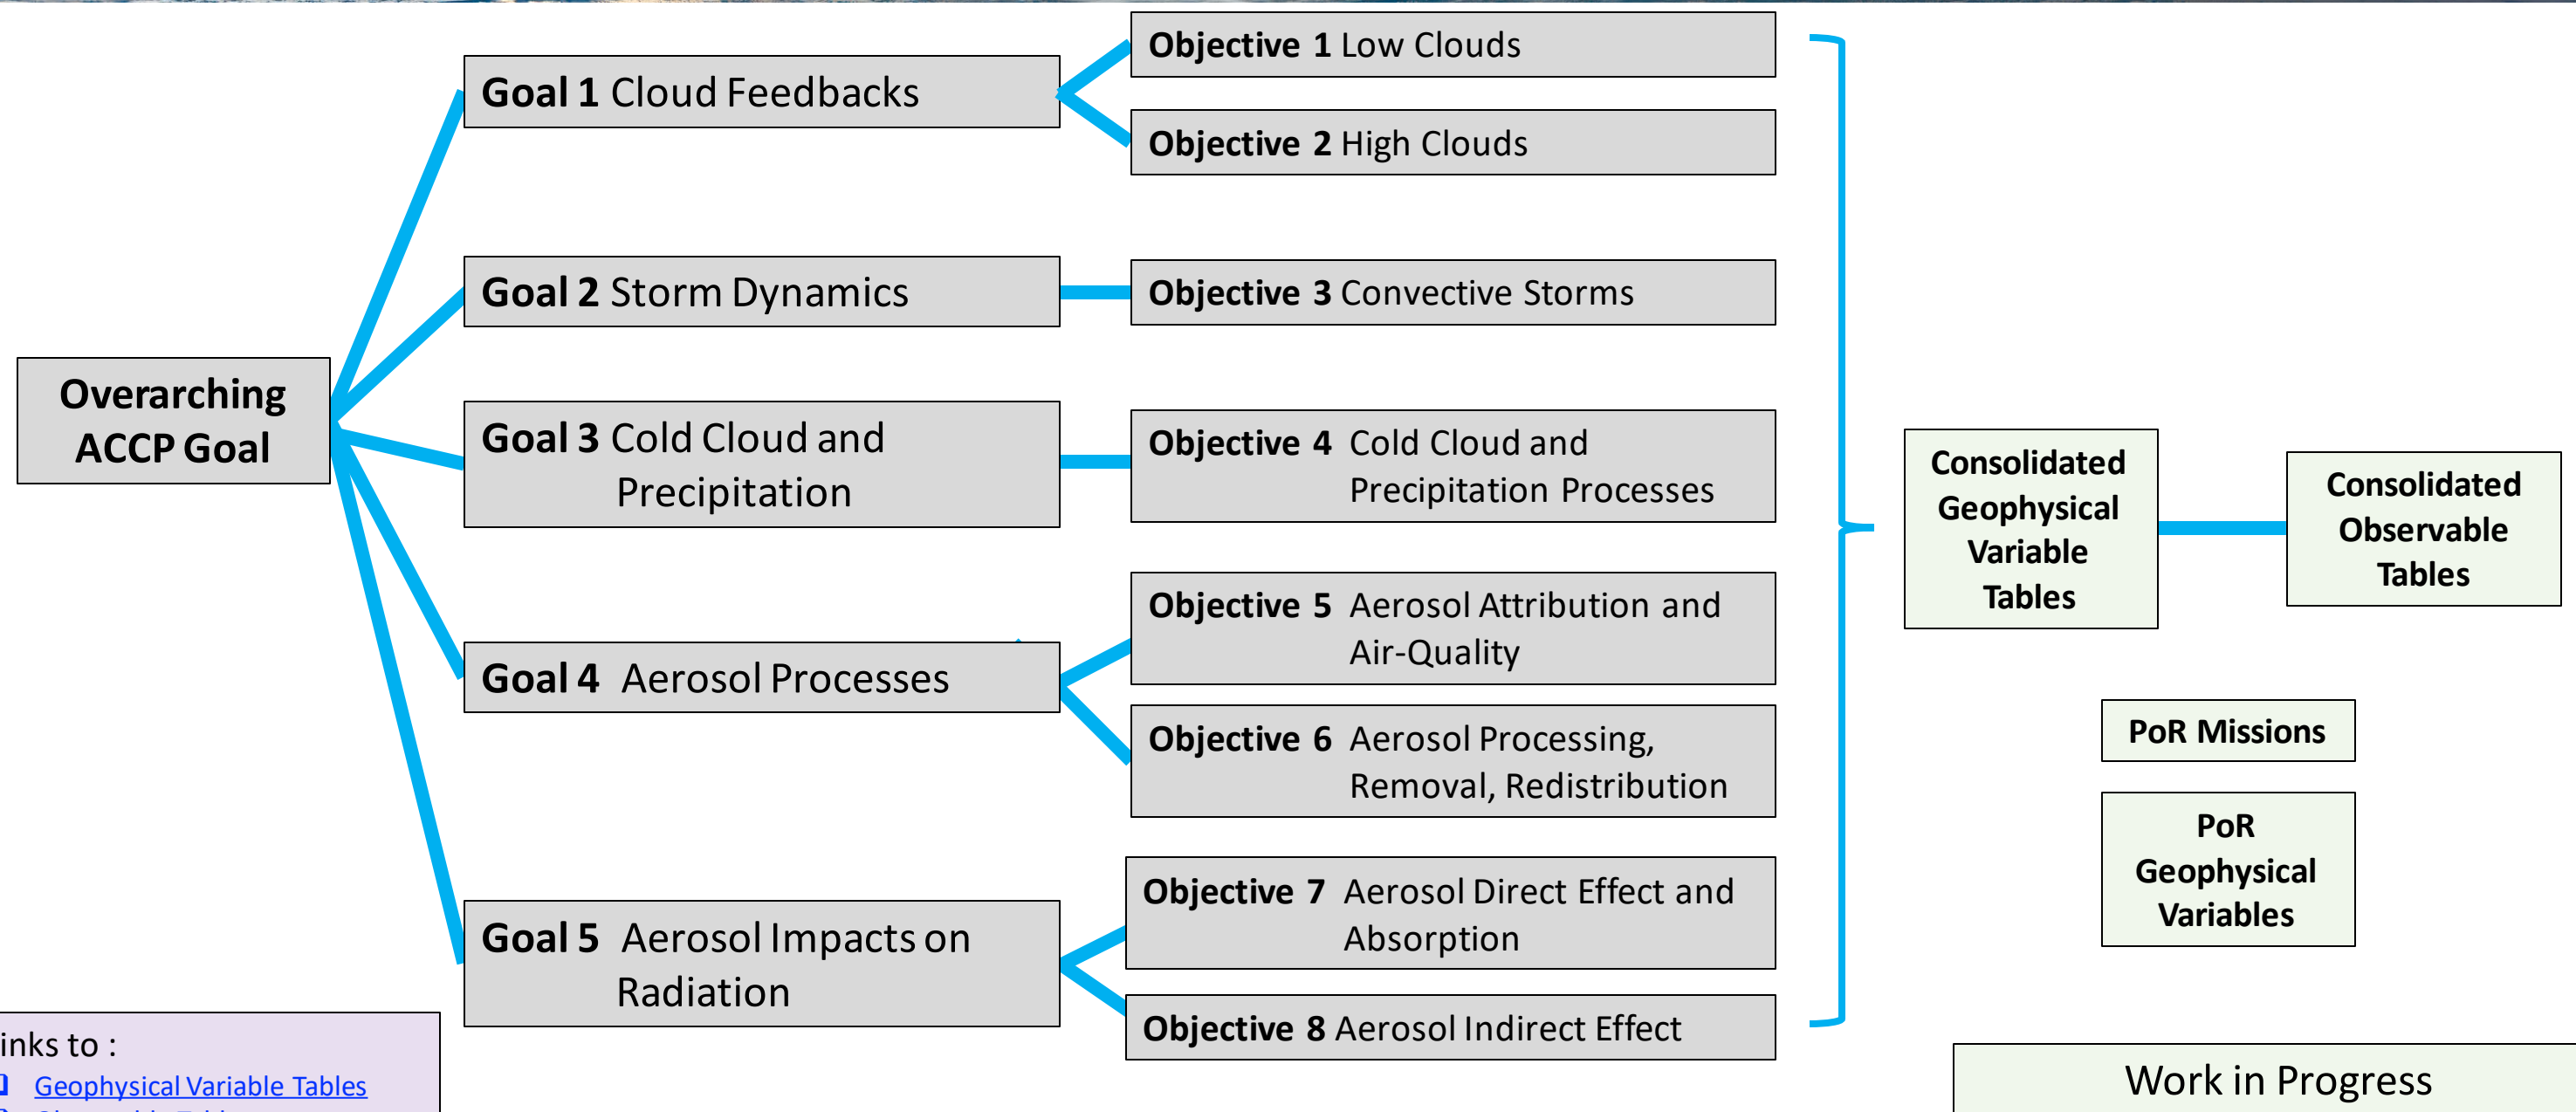 Goal 1 Cloud Feedbacks
Objective 1 Low Clouds
Objective 2 High Clouds
Goal 2 Storm Dynamics
Objective 3 Convective Storms
Overarching
ACCP Goal
Goal 3 Cold Cloud and
Precipitation
Objective 4 Cold Cloud and
Precipitation Processes
Goal 4 Aerosol Processes
Objective 5 Aerosol Attribution and
Air-Quality
Objective 6 Aerosol Processing,
Removal, Redistribution
Goal 5 Aerosol Impacts on
Radiation
Objective 7 Aerosol Direct Effect and
Absorption
Objective 8 Aerosol Indirect Effect
Consolidated
Geophysical
Variable
Tables
Consolidated
Observable
Tables
PoR Missions
PoR
Geophysical
Variables
inks to :
Geophysical Variable Tables
Work in Progress